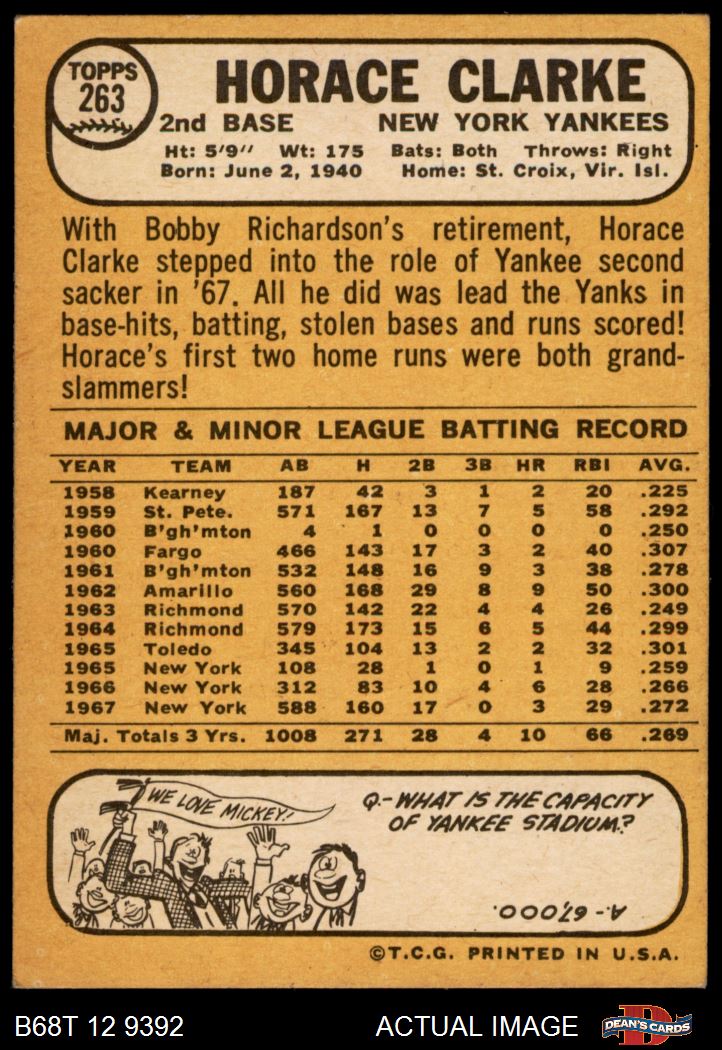 TOPPS
263
HORACE CLARKE
2nd BASE NEW YORK YANKEES
Ht: 5'9" Wt: 175 Bats: Both Throws: Right
Born: June 2, 1940 Home: St. Croix, Vir. Isl.
With Bobby Richardson's retirement, Horace
Clarke stepped into the role of Yankee second
sacker in '67. All he did was lead the Yanks in
base-hits, batting, stolen bases and runs scored!
Horace's first two home runs were both grand-
slammers!
MAJOR & MINOR LEAGUE BATTING RECORD
YEAR TEAM AB H 2B 3B HR RBI AVG.
1958 Kearney 187 42 3 1 2 20 .225
1959 St. Pete. 571 167 13 7 5 58 .292
1960 B'gh'mton 4 1 0 0 0 0 .250
1960 Fargo 466 143 17 3 2 40 .307
1961 B'gh'mton 532 148 16 9 3 38 .278
1962 Amarillo 560 168 29 8 9 50 .300
1963 Richmond 570 142 22 4 4 26 .249
1964 Richmond 579 173 15 6 5 44 .299
1965 Toledo 345 104 13 2 2 32 .301
1965 New York 108 28 1 0 1 9 .259
1966 New York 312 83 10 4 6 28 .266
1967 New York 588 160 17 0 3 29 .272
Maj. Totals 3 Yrs. 1008 271 28 4 10 66 .269
WE LOVE MICKEY!
Q.-WHAT IS THE CAPACITY
OF YANKEE STADIUM?
A.- 67,000.
©T.C.G. PRINTED IN U.S.A.
B68T 12 9392 ACTUAL IMAGE
D
DEAN'S CARDS